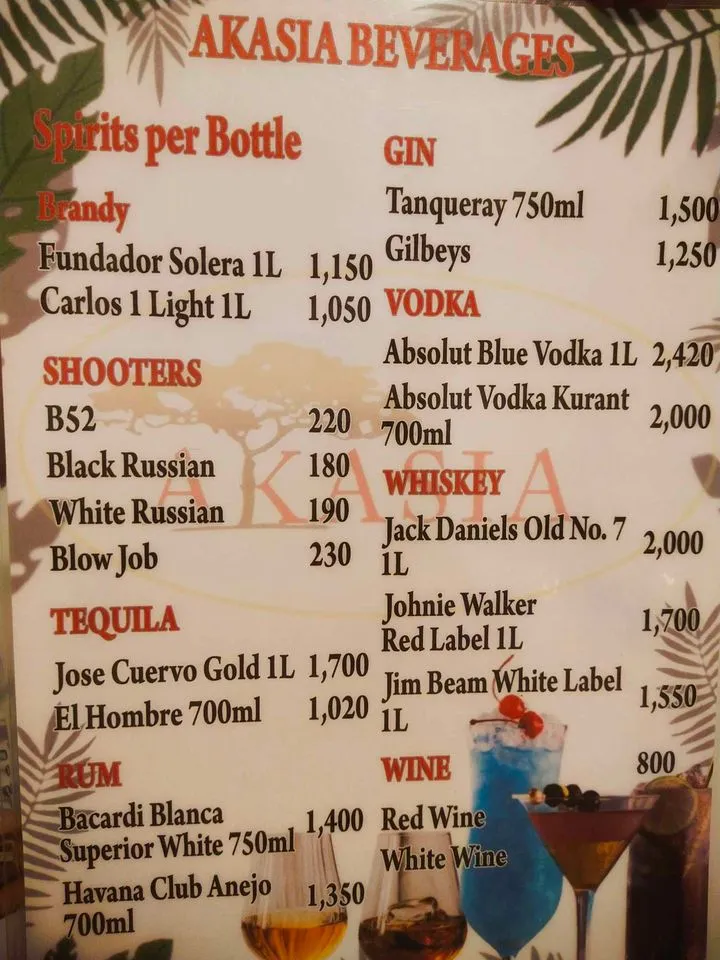 AKASIA BEVERAGES
Spirits per Bottle
Brandy
Fundador Solera 1L 1,150
Carlos 1 Light 1L 1,050
SHOOTERS
B52 220
Black Russian 180
White Russian 190
Blow Job 230
TEQUILA
Jose Cuervo Gold 1L 1,700
El Hombre 700ml 1,020
RUM
Bacardi Blanca
Superior White 750ml 1,400
Havana Club Anejo
700ml 1,350
GIN
Tanqueray 750ml 1,500
Gilbeys 1,250
VODKA
Absolut Blue Vodka 1L 2,420
Absolut Vodka Kurant
700ml 2,000
WHISKEY
Jack Daniels Old No. 7
1L 2,000
Johnie Walker
Red Label 1L 1,700
Jim Beam White Label
1L 1,550
WINE 800
Red Wine
White Wine
AKASIA